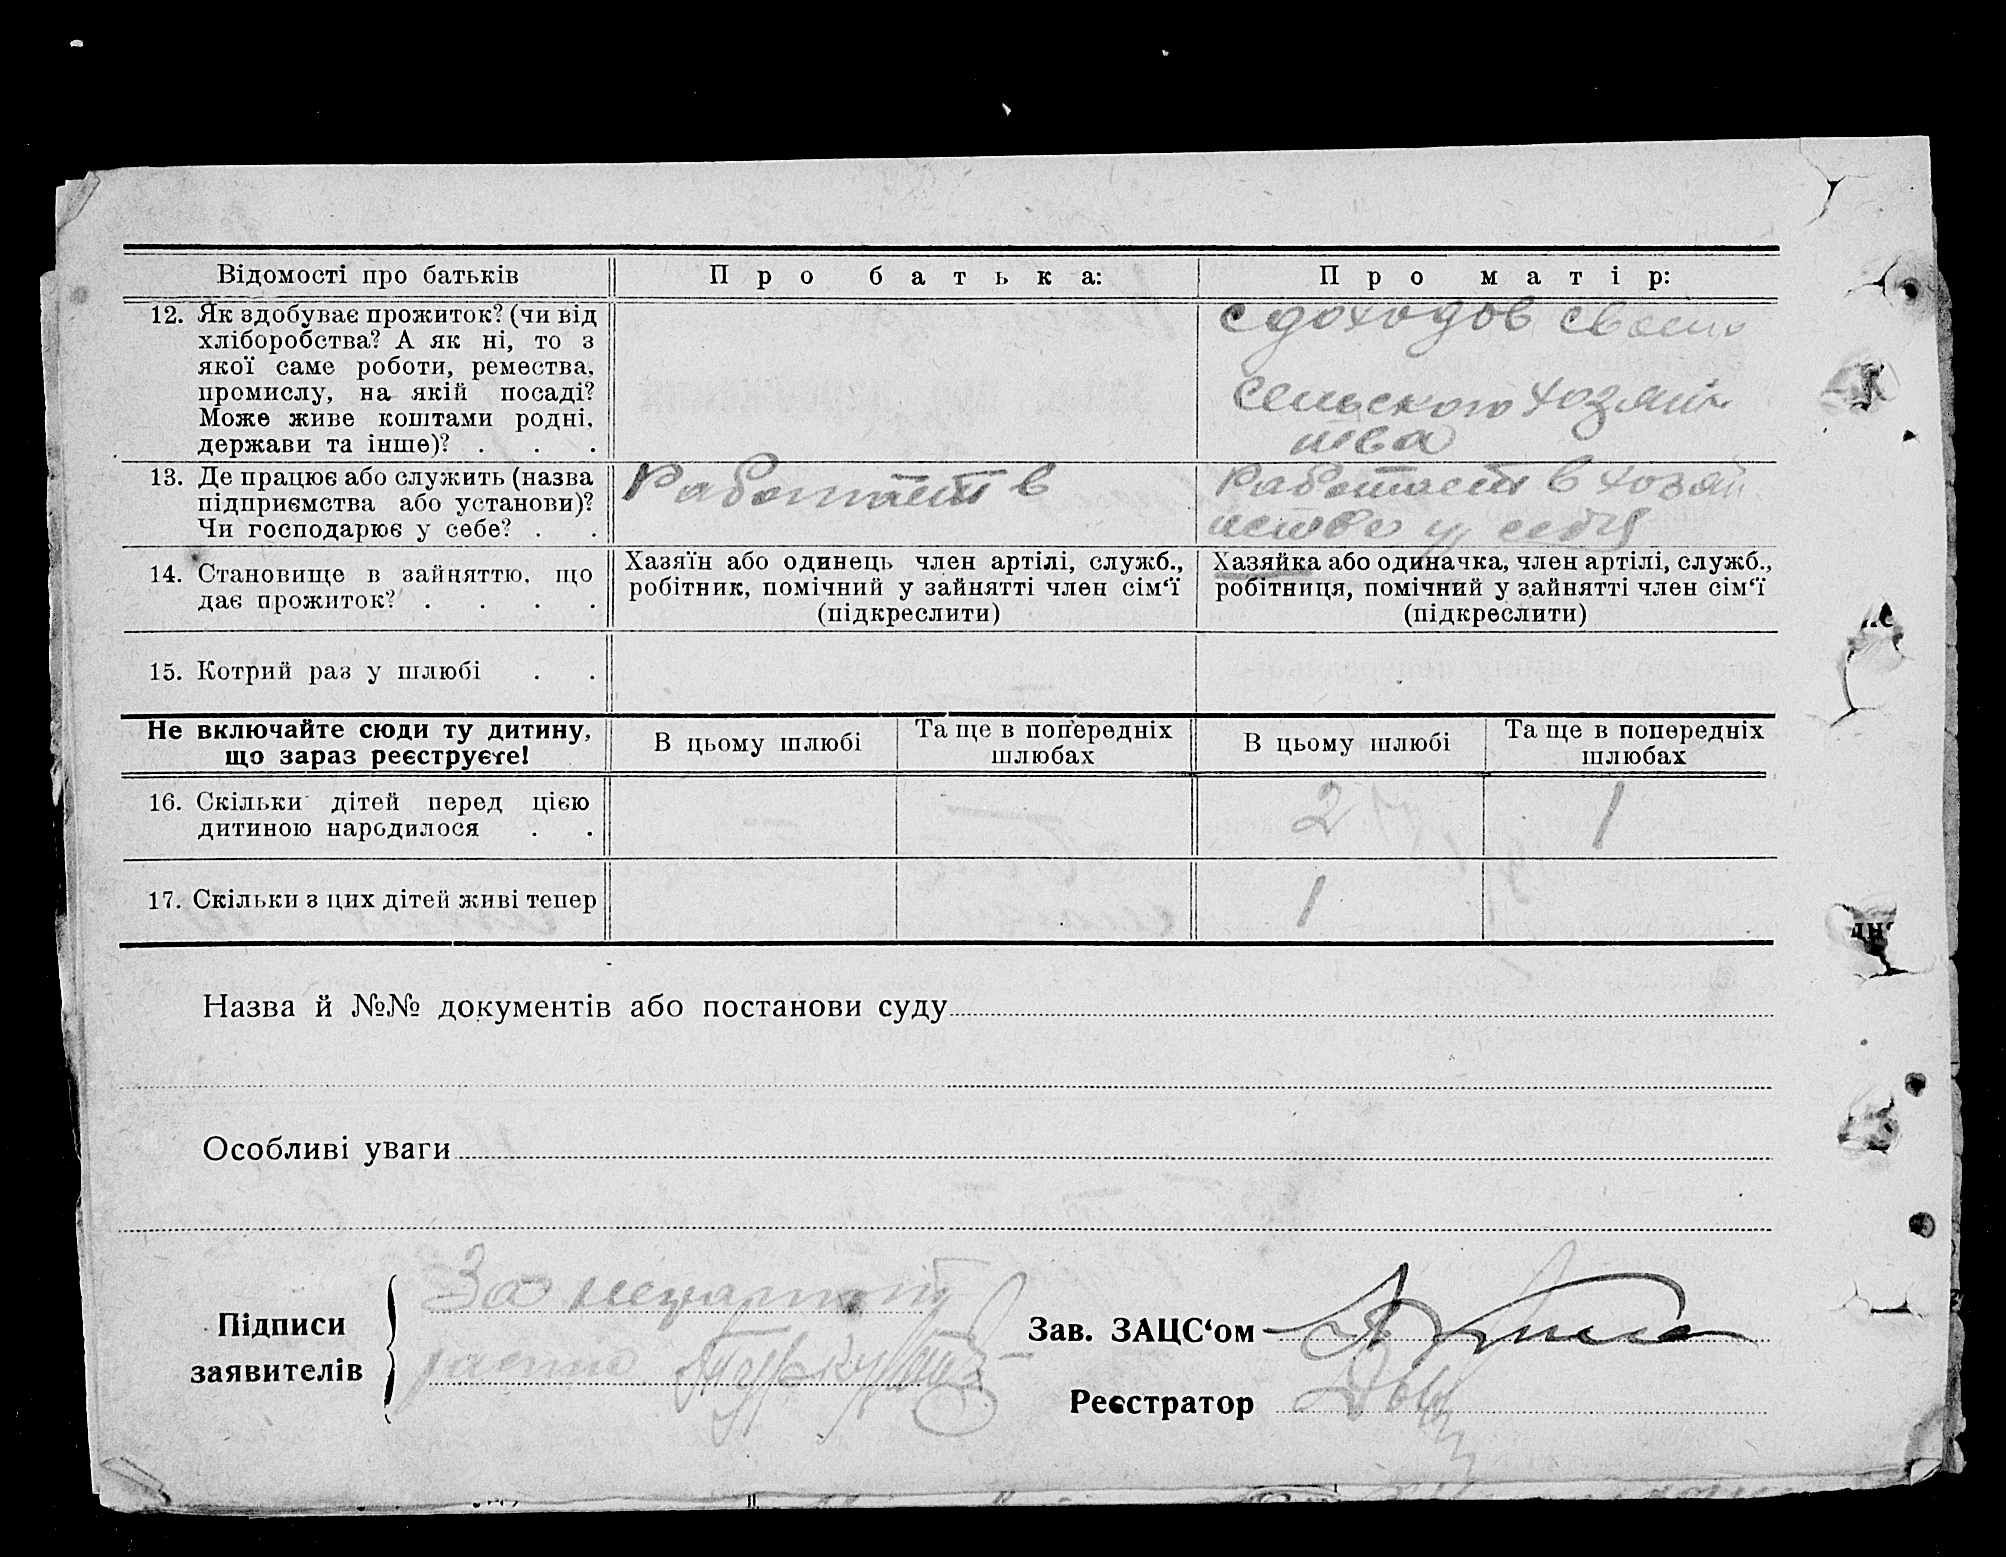 Відомості про батьків
Про батька:
Про матір:
12. Як здобуває прожиток? (чи від
хліборобства? А як ні, то з
якої саме роботи, ремества,
промислу, на якій посаді?
Може живе коштами родні,
держави та інше)? . . .
с доходов своего
сельского хозяйс
тва
13. Де працює або служить (назва
підприємства або установи)?
Чи господарює у себе? . .
Работает в
Работает в хозяй
у себя
14. Становище в зайняттю, що
дає прожиток? . . . .
Хазяїн або одинець член артілі, служб.,
робітник, помічний у зайнятті член сім‘ї
(підкреслити)
Хазяйка або одиначка, член артілі, служб.,
робітниця, помічний у зайнятті член сім‘ї
(підкреслити)
15. Котрий раз у шлюбі . .
Не включайте сюди ту дитину,
що зараз реєструєте!
В цьому шлюбі
Та ще в попередніх
шлюбах
В цьому шлюбі
Та ще в попередніх
шлюбах
16. Скільки дітей перед цією
дитиною народилося . .
2
1
17. Скільки з цих дітей живі тепер
1
Назва й №№ документів або постанови суду
Особливі уваги
Підписи
заявителів
За
Зав. ЗАЦС‘ом
Реєстратор